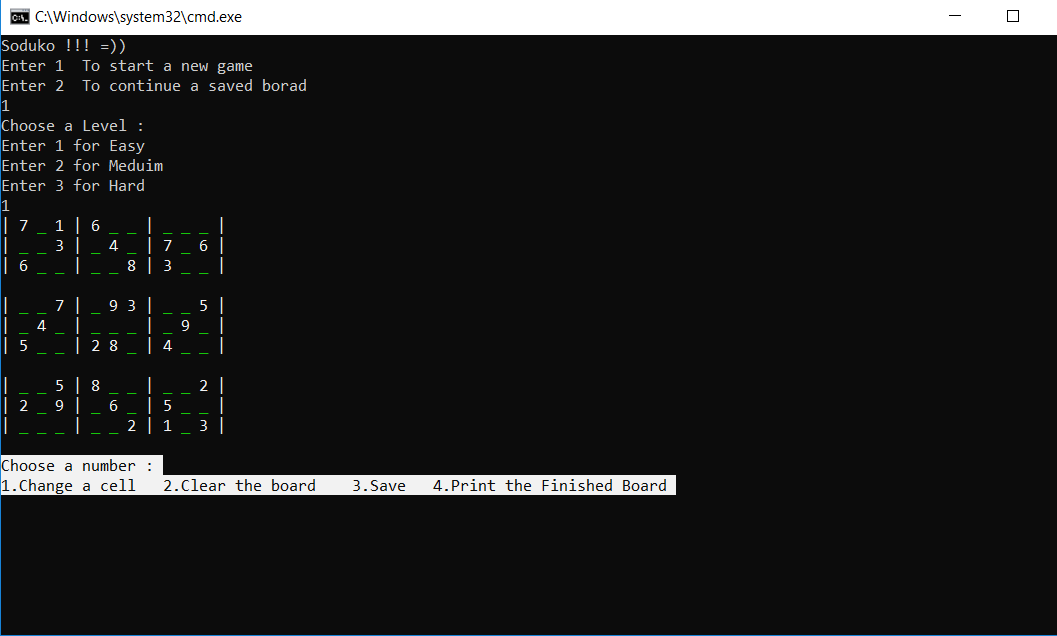 C:\Windows\system32\cmd.exe
Soduko !!! =))
Enter 1  To start a new game
Enter 2  To continue a saved borad
1
Choose a Level :
Enter 1 for Easy
Enter 2 for Meduim
Enter 3 for Hard
1
| 7 _ 1 | 6 _ _ | _ _ _ |
| _ _ 3 | _ 4 _ | 7 _ 6 |
| 6 _ _ | _ _ 8 | 3 _ _ |
| _ _ 7 | _ 9 3 | _ _ 5 |
| _ 4 _ | _ _ _ | _ 9 _ |
| 5 _ _ | 2 8 _ | 4 _ _ |
| _ _ 5 | 8 _ _ | _ _ 2 |
| 2 _ 9 | _ 6 _ | 5 _ _ |
| _ _ _ | _ _ 2 | 1 _ 3 |
Choose a number :
1.Change a cell   2.Clear the board    3.Save   4.Print the Finished Board